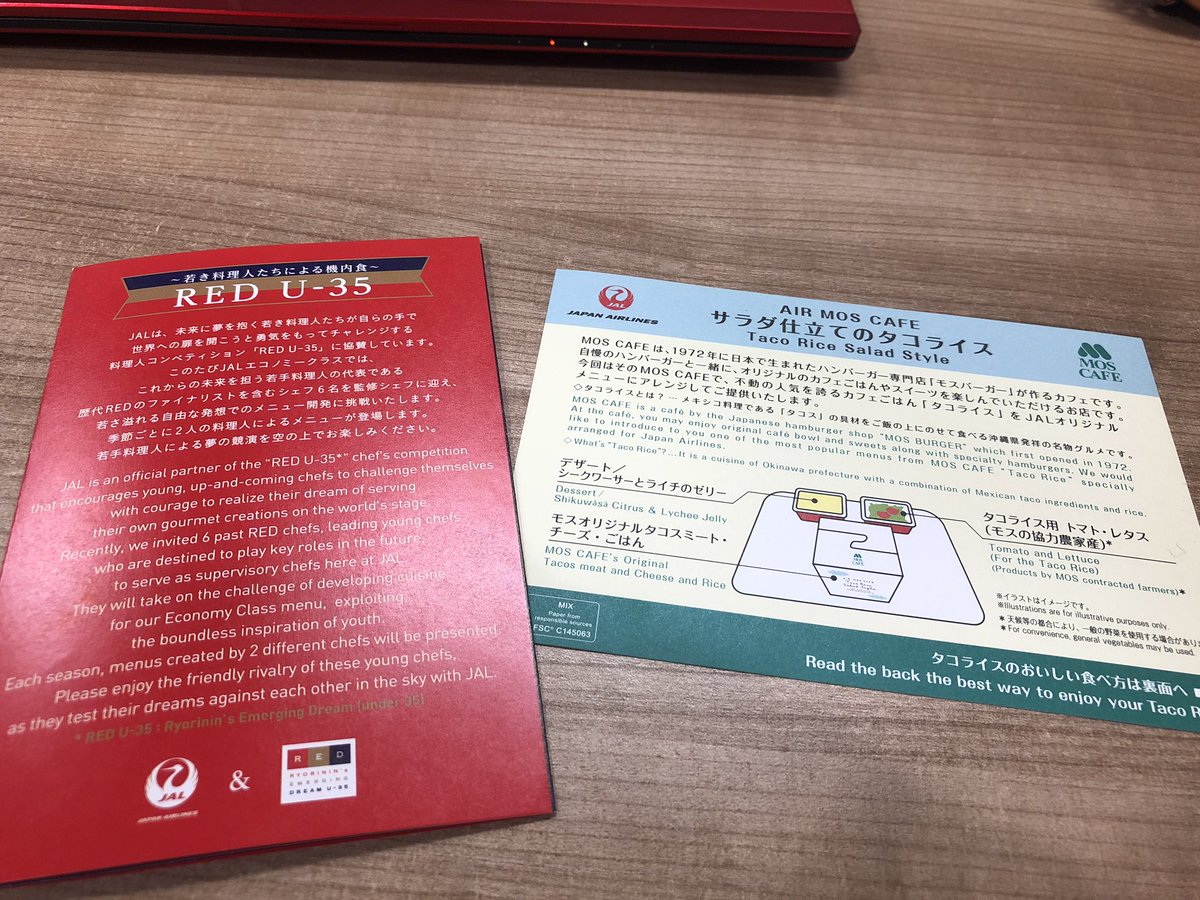 ～若き料理人たちによる機内食～
RED U-35
JALは、未来に夢を抱く若き料理人たちが自らの手で
世界への扉を開こうと勇気をもってチャレンジする
料理人コンペティション「RED U-35」に協賛しています。
このたびJALエコノミークラスでは、
これからの未来を担う若手料理人の代表である
歴代REDのファイナリストを含むシェフ6名を監修シェフに迎え、
若さ溢れる自由な発想でのメニュー開発に挑戦いたします。
季節ごとに2人の料理人によるメニューが登場します。
若手料理人による夢の競演を空の上でお楽しみください。
JAL is an official partner of the "RED U-35*" chef's competition
that encourages young, up-and-coming chefs to challenge themselves
with courage to realize their dream of serving
their own gourmet creations on the world's stage.
Recently, we invited 6 past RED chefs, leading young chefs
who are destined to play key roles in the future,
to serve as supervisory chefs here at JAL.
They will take on the challenge of developing cuisine
for our Economy Class menu, exploiting
the boundless inspiration of youth.
Each season, menus created by 2 different chefs will be presented.
Please enjoy the friendly rivalry of these young chefs,
as they test their dreams against each other in the sky with JAL.
* RED U-35 : Ryorinin's Emerging Dream (under 35)
JAL
JAPAN AIRLINES
&
RED
RYORININ's
EMERGING
DREAM U-35
JAL
JAPAN AIRLINES
AIR MOS CAFE
サラダ仕立てのタコライス
Taco Rice Salad Style
MOS
CAFE
MOS CAFEは、1972年に日本で生まれたハンバーガー専門店「モスバーガー」が作るカフェです。
自慢のハンバーガーと一緒に、オリジナルのカフェごはんやスイーツを楽しんでいただけるお店です。
今回はそのMOS CAFEで、不動の人気を誇るカフェごはん「タコライス」をJALオリジナル
メニューにアレンジしてご提供いたします。
◇タコライスとは？… メキシコ料理である「タコス」の具材をご飯の上にのせて食べる沖縄県発祥の名物グルメです。
MOS CAFE is a café by the Japanese hamburger shop "MOS BURGER" which first opened in 1972.
At the café, you may enjoy original café bowl and sweets along with specialty hamburgers. We would
like to introduce to you one of the most popular menus from MOS CAFE "Taco Rice" specially
arranged for Japan Airlines.
◇What's "Taco Rice"?... It is a cuisine of Okinawa prefecture with a combination of Mexican taco ingredients and rice.
デザート／
シークワーサーとライチのゼリー
Dessert/
Shikuwasa Citrus & Lychee Jelly
モスオリジナルタコスミート・
チーズ・ごはん
MOS CAFE's Original
Tacos meat and Cheese and Rice
MOS
CAFE
タコライス用 トマト・レタス
(モスの協力農家産)*
Tomato and Lettuce
(For the Taco Rice)
(Products by MOS contracted farmers)*
※イラストはイメージです。
※Illustrations are for illustrative purposes only.
* 天候等の都合により、一般の野菜を使用する場合があり
* For convenience, general vegetables may be used.
MIX
Paper from
responsible sources
FSC® C145063
タコライスのおいしい食べ方は裏面へ
Read the back the best way to enjoy your Taco